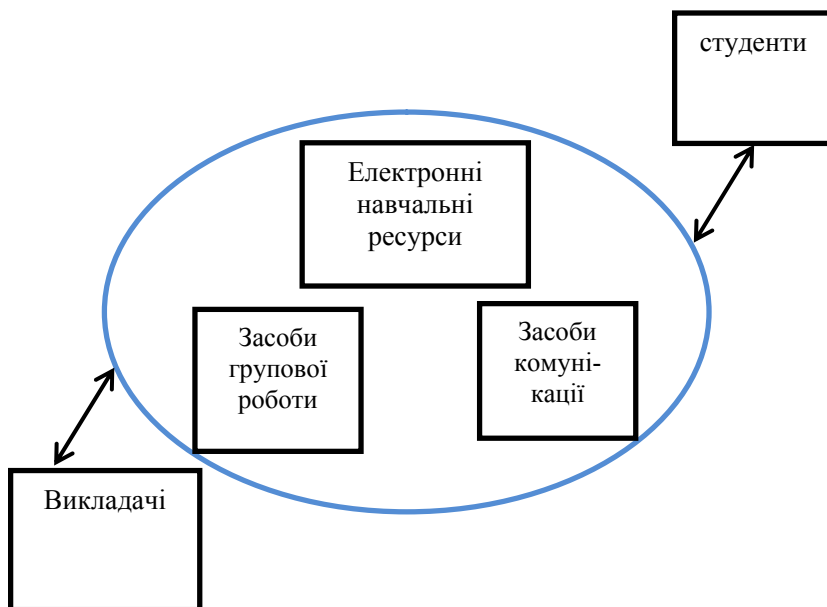 студенти
Електронні
навчальні
ресурси
Засоби
групової
роботи
Засоби
комуні-
кації
Викладачі